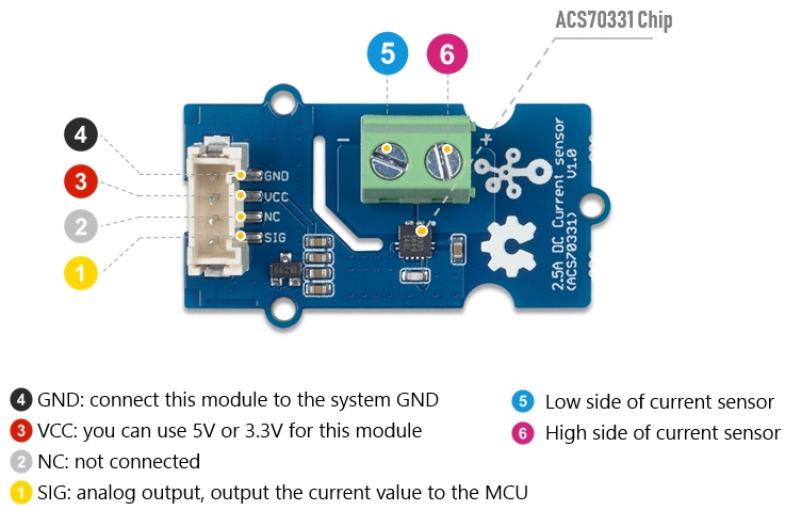 ACS70331 Chip
5
6
4
3
2
1
GND
VCC
NC
SIG
-
+
2.5A DC Current sensor
(ACS70331) V1.0
4 GND: connect this module to the system GND
3 VCC: you can use 5V or 3.3V for this module
2 NC: not connected
1 SIG: analog output, output the current value to the MCU
5 Low side of current sensor
6 High side of current sensor